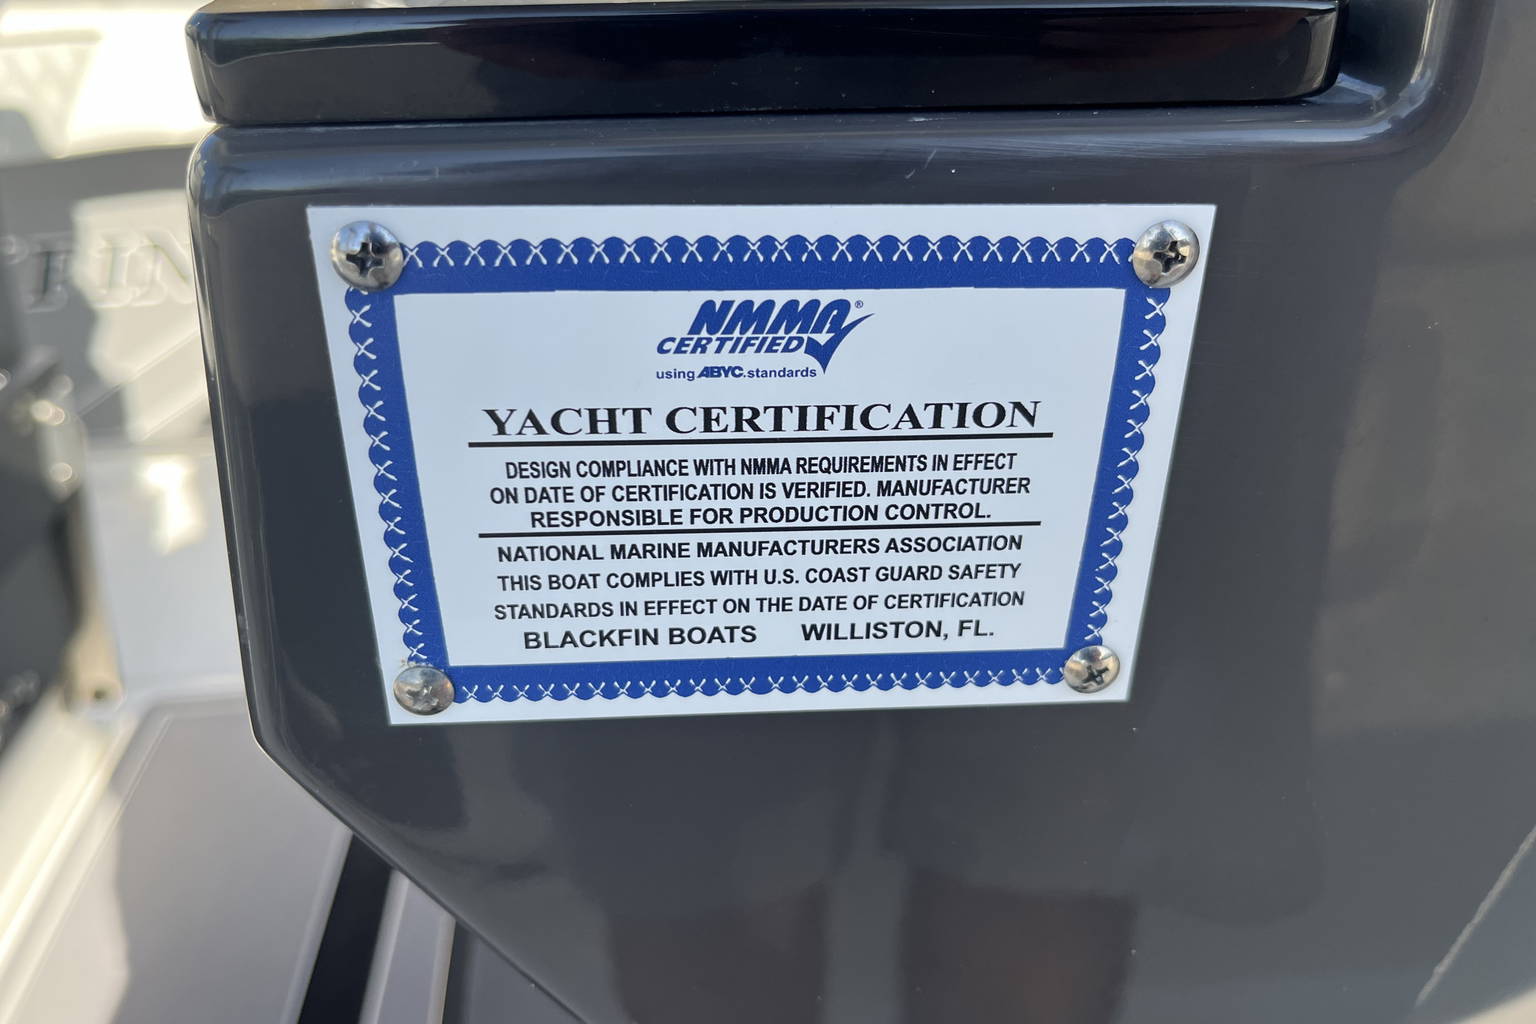 FIN
NMMA®
CERTIFIED
using ABYC. standards
YACHT CERTIFICATION
DESIGN COMPLIANCE WITH NMMA REQUIREMENTS IN EFFECT
ON DATE OF CERTIFICATION IS VERIFIED. MANUFACTURER
RESPONSIBLE FOR PRODUCTION CONTROL.
NATIONAL MARINE MANUFACTURERS ASSOCIATION
THIS BOAT COMPLIES WITH U.S. COAST GUARD SAFETY
STANDARDS IN EFFECT ON THE DATE OF CERTIFICATION
BLACKFIN BOATS WILLISTON, FL.